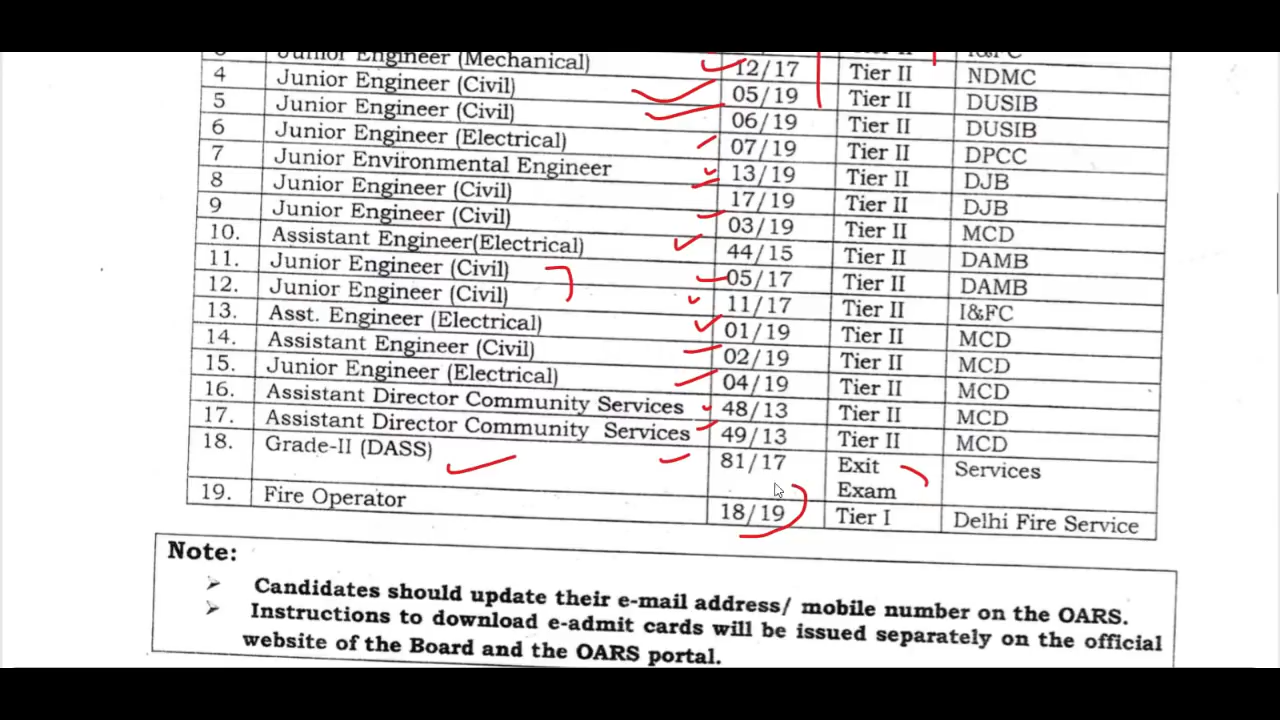 Tier II I&FC
3 Junior Engineer (Mechanical) 12/17 Tier II NDMC
4 Junior Engineer (Civil) 05/19 Tier II DUSIB
5 Junior Engineer (Civil) 06/19 Tier II DUSIB
6 Junior Engineer (Electrical) 07/19 Tier II DPCC
7 Junior Environmental Engineer 13/19 Tier II DJB
8 Junior Engineer (Civil) 17/19 Tier II DJB
9 Junior Engineer (Civil) 03/19 Tier II MCD
10. Assistant Engineer(Electrical) 44/15 Tier II DAMB
11. Junior Engineer (Civil) 05/17 Tier II DAMB
12. Junior Engineer (Civil) 11/17 Tier II I&FC
13. Asst. Engineer (Electrical) 01/19 Tier II MCD
14. Assistant Engineer (Civil) 02/19 Tier II MCD
15. Junior Engineer (Electrical) 04/19 Tier II MCD
16. Assistant Director Community Services 48/13 Tier II MCD
17. Assistant Director Community Services 49/13 Tier II MCD
18. Grade-II (DASS) 81/17 Exit Services
Exam
19. Fire Operator 18/19 Tier I Delhi Fire Service
Note:
➢ Candidates should update their e-mail address/ mobile number on the OARS.
➢ Instructions to download e-admit cards will be issued separately on the official
website of the Board and the OARS portal.